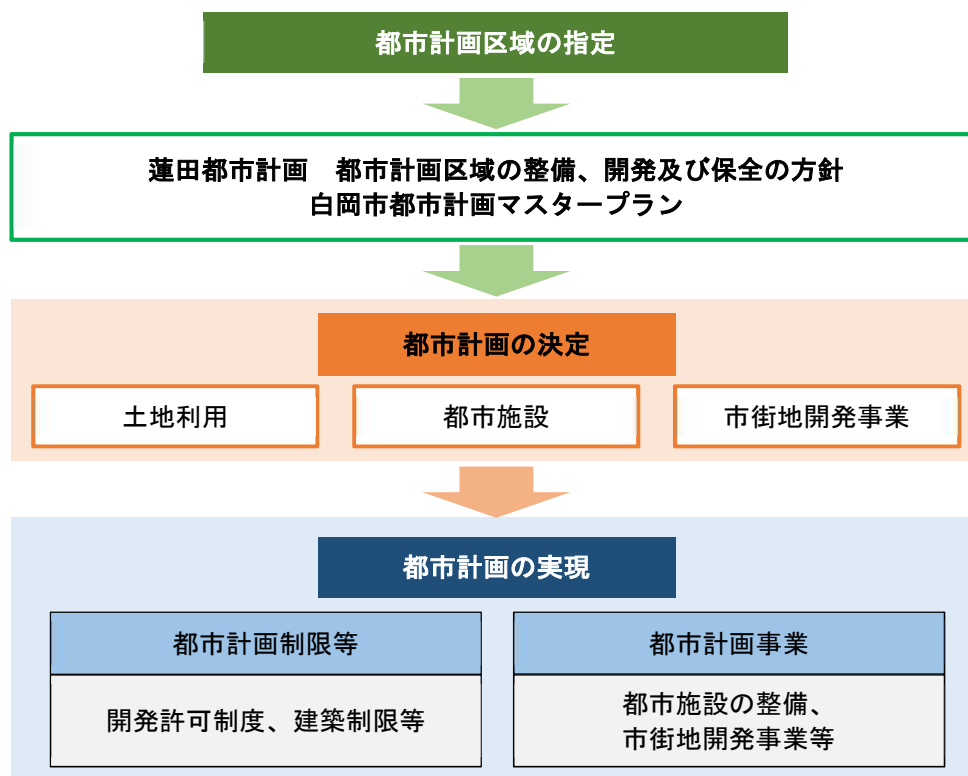 都市計画区域の指定
蓮田都市計画　都市計画区域の整備、開発及び保全の方針
白岡市都市計画マスタープラン
都市計画の決定
土地利用
都市施設
市街地開発事業
都市計画の実現
都市計画制限等
開発許可制度、建築制限等
都市計画事業
都市施設の整備、
市街地開発事業等